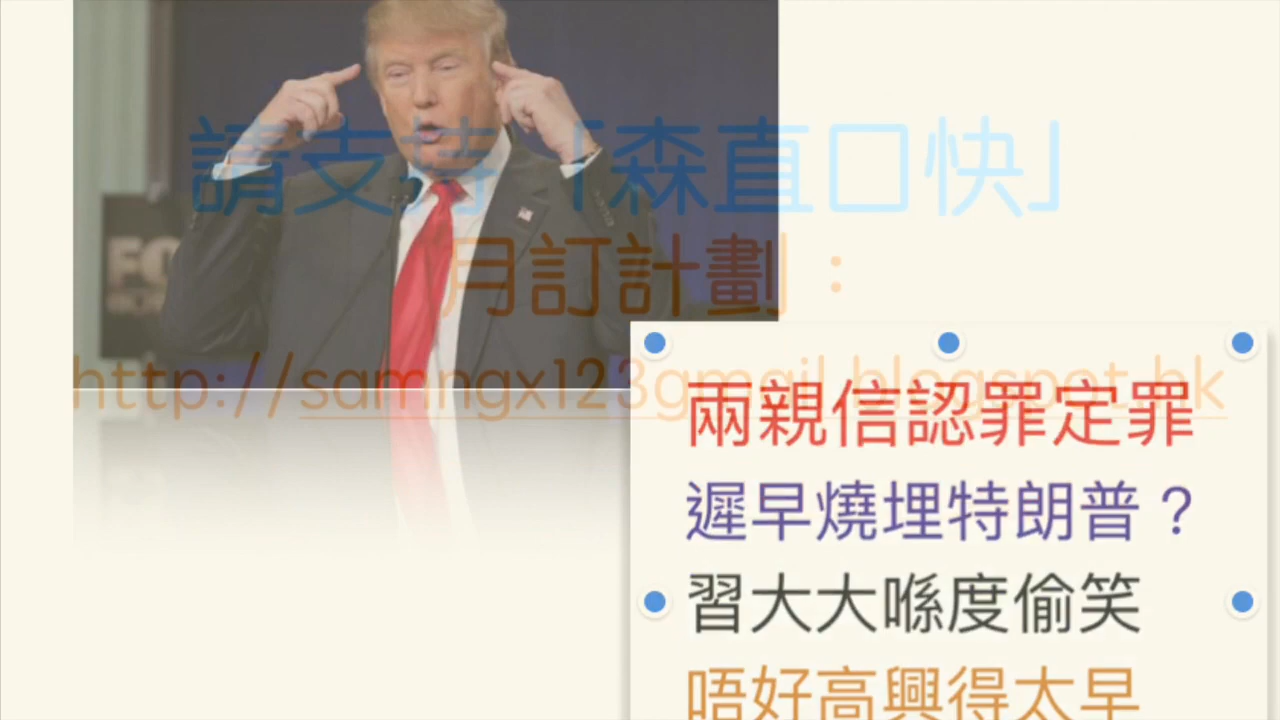 請支持「森直口快」
月訂計劃：
http://samngx123gmail.blogspot.hk
FO
兩親信認罪定罪
遲早燒埋特朗普？
習大大喺度偷笑
唔好高興得太早